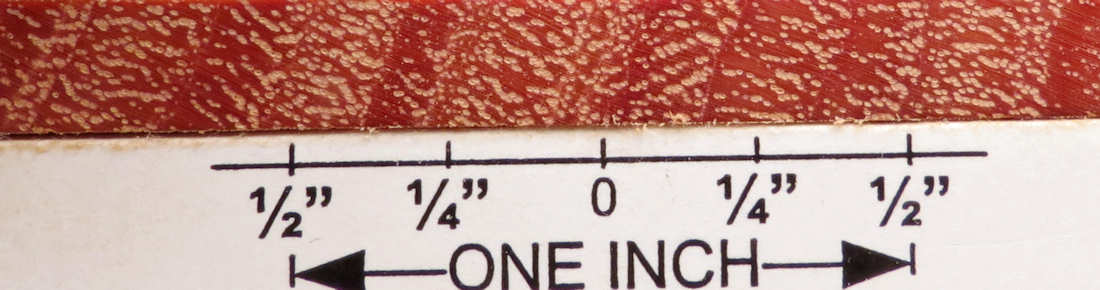 1/2” 1/4” 0 1/4” 1/2”
ONE INCH